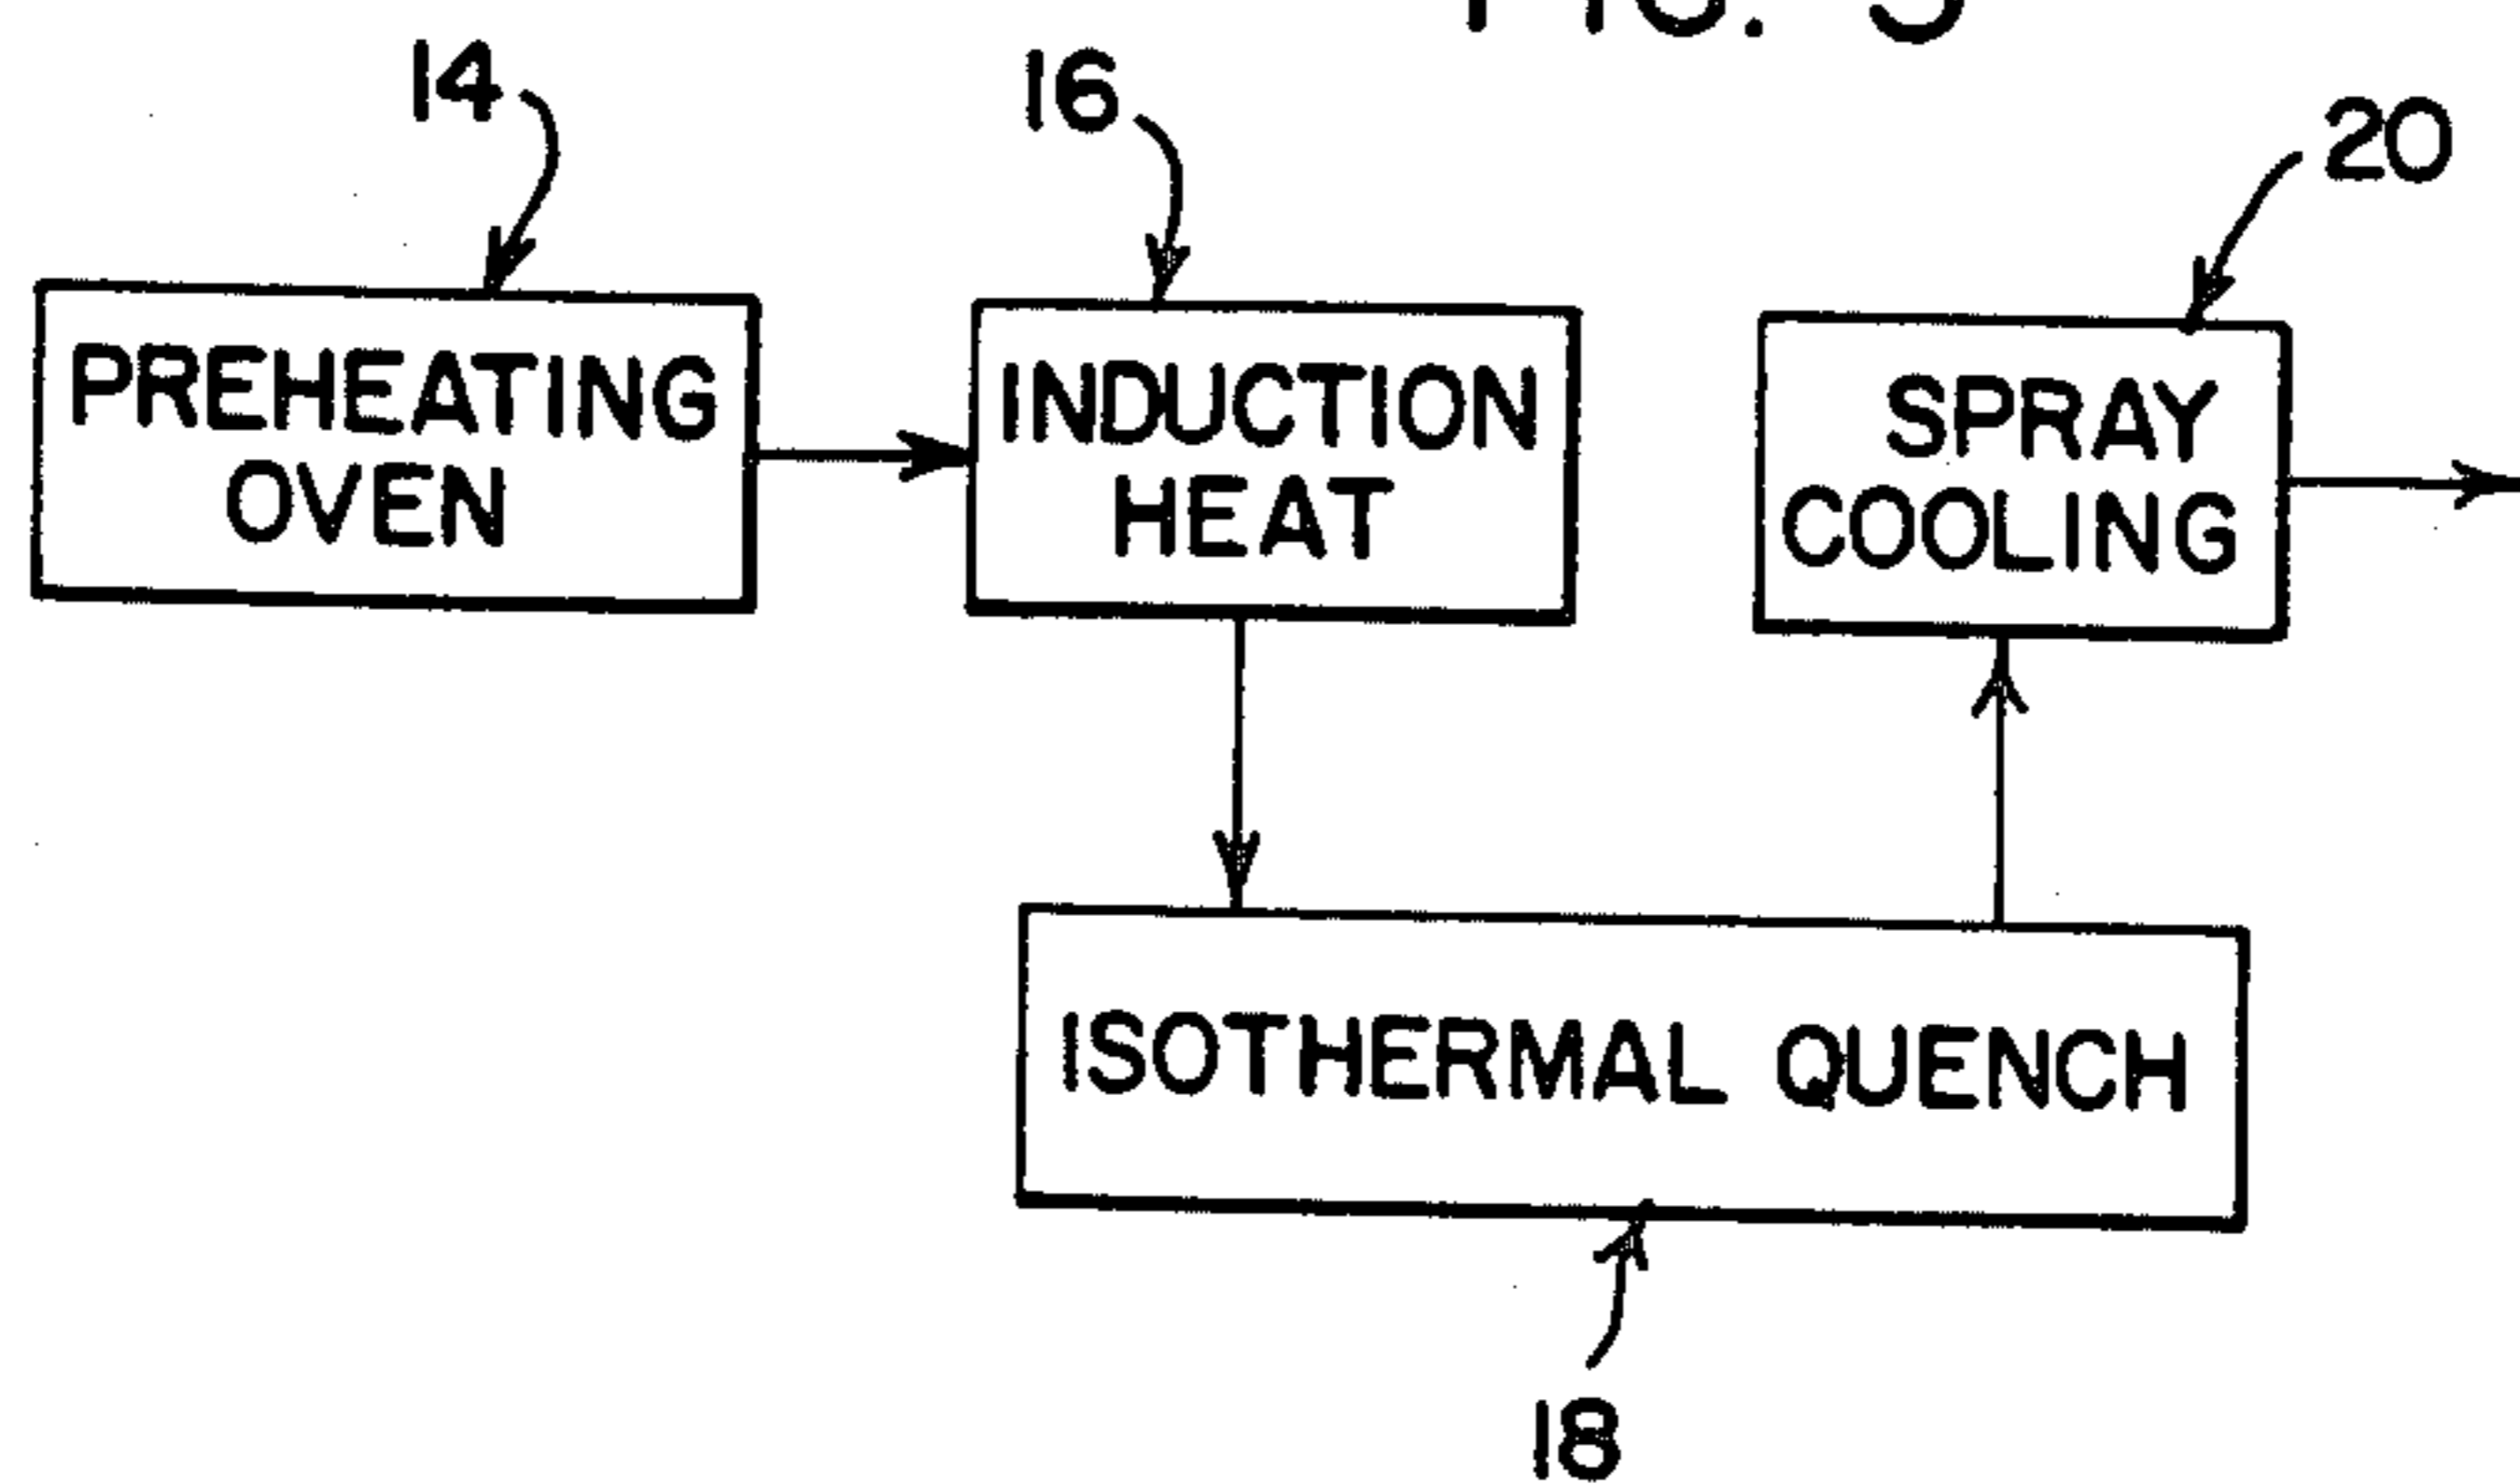 14
16
20
PREHEATING
OVEN
INDUCTION
HEAT
SPRAY
COOLING
ISOTHERMAL QUENCH
18